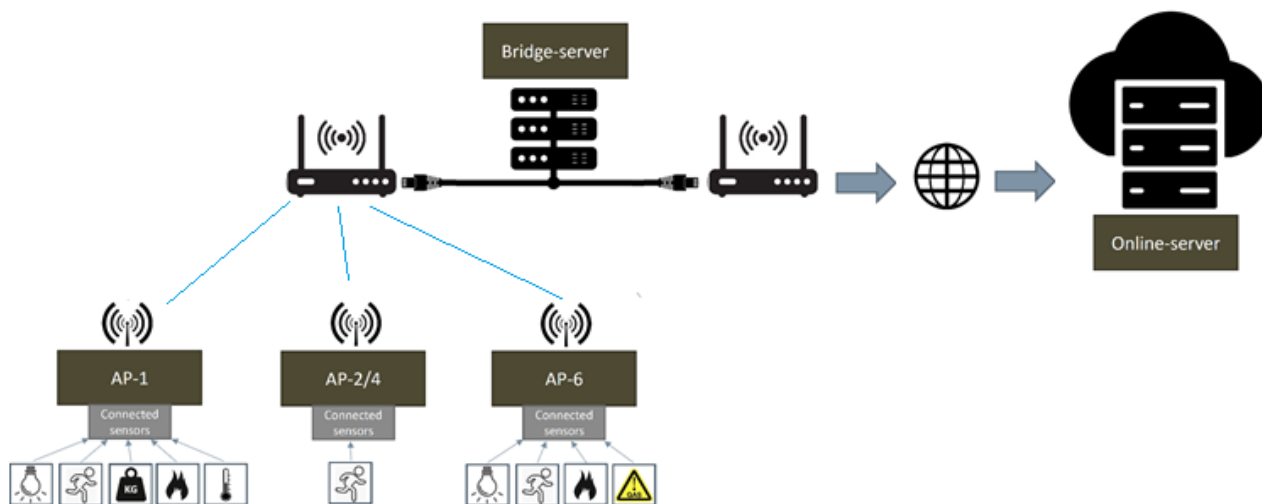 Bridge-server
Online-server
AP-1
AP-2/4
AP-6
Connected
sensors
Connected
sensors
Connected
sensors
KG
GAS